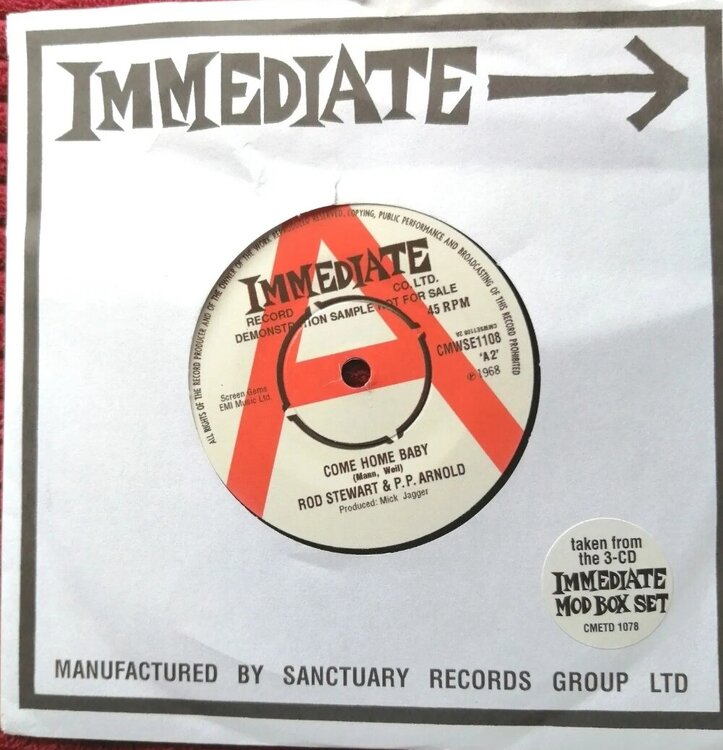 IMMEDIATE
ALL RIGHTS OF THE RECORD PRODUCER AND OF THE OWNER OF THE WORK REPRODUCED RESERVED. COPYING, PUBLIC PERFORMANCE AND BROADCASTING OF THIS RECORD PROHIBITED
IMMEDIATE
RECORD CO. LTD.
DEMONSTRATION SAMPLE NOT FOR SALE
45 RPM
CMWSE1108 2A
CMWSE1108
'A2'
℗1968
Screen Gems
EMI Music Ltd.
COME HOME BABY
(Mann, Weil)
ROD STEWART & P.P. ARNOLD
Produced: Mick Jagger
taken from
the 3-CD
IMMEDIATE
MOD BOX SET
CMETD 1078
MANUFACTURED BY SANCTUARY RECORDS GROUP LTD